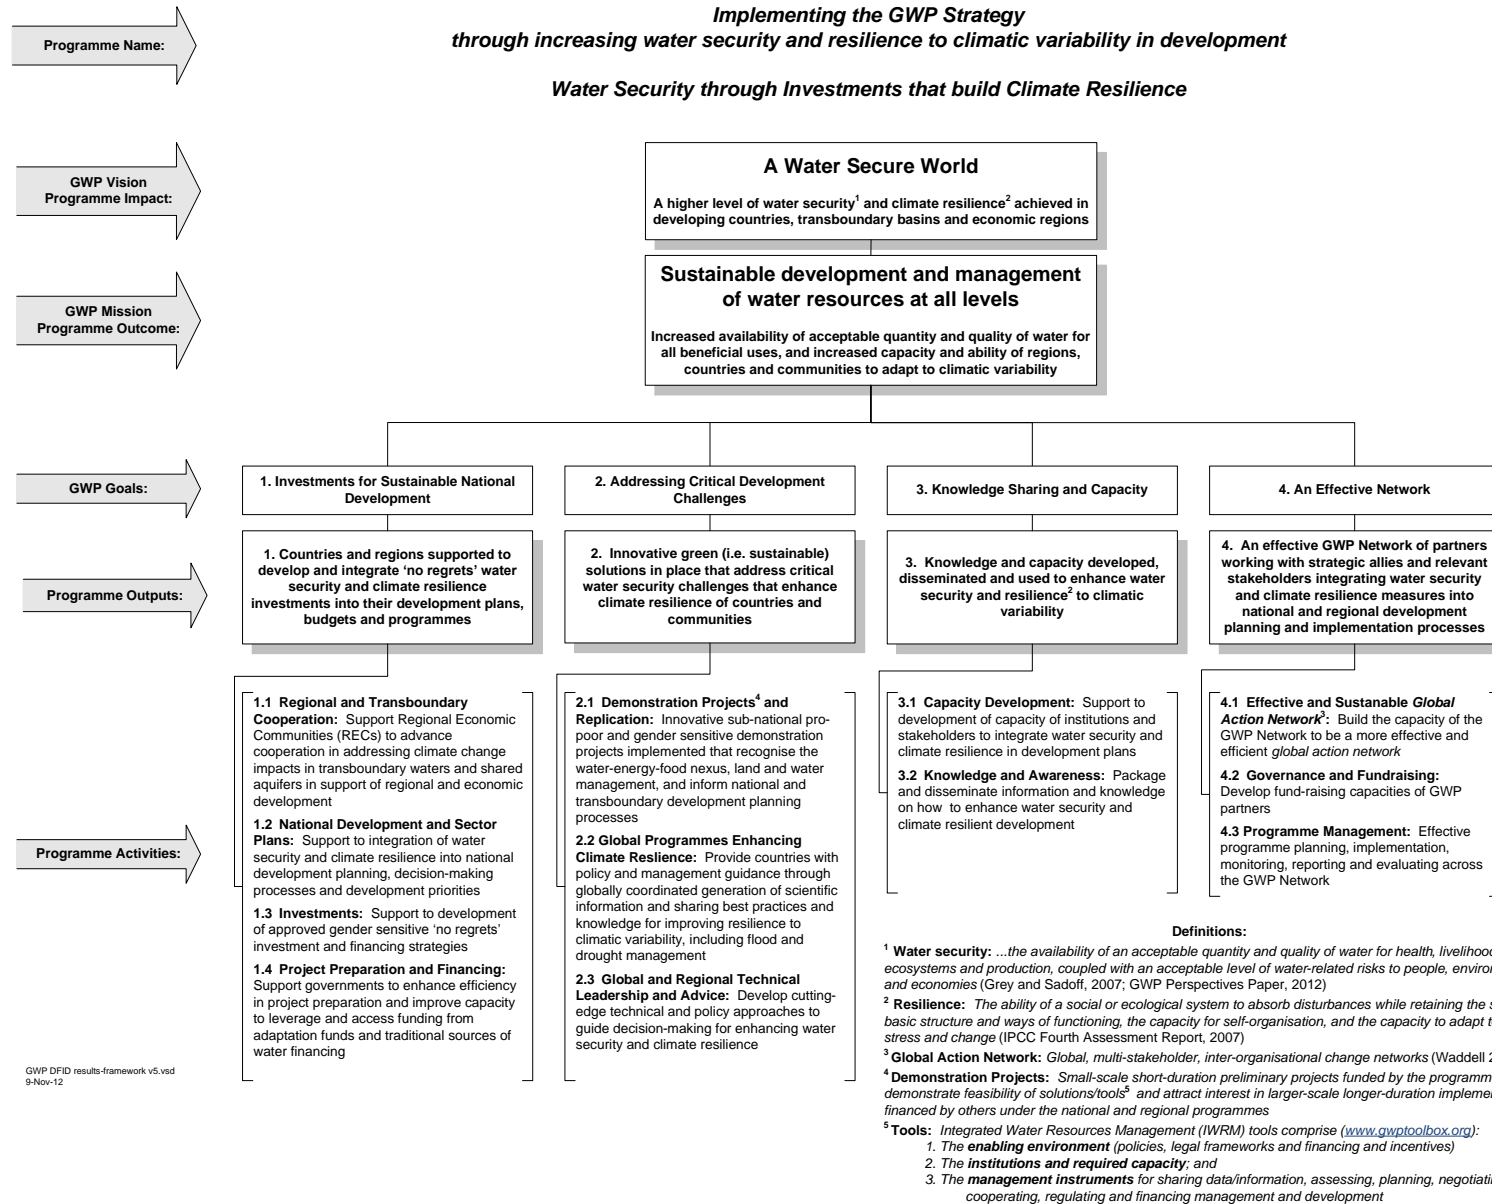 Programme Name:
Implementing the GWP Strategy
through increasing water security and resilience to climatic variability in development
Water Security through Investments that build Climate Resilience
GWP Vision
Programme Impact:
A Water Secure World
A higher level of water security1 and climate resilience2 achieved in
developing countries, transboundary basins and economic regions
GWP Mission
Programme Outcome:
Sustainable development and management
of water resources at all levels
Increased availability of acceptable quantity and quality of water for
all beneficial uses, and increased capacity and ability of regions,
countries and communities to adapt to climatic variability
GWP Goals:
1. Investments for Sustainable National
Development
2. Addressing Critical Development
Challenges
3. Knowledge Sharing and Capacity
4. An Effective Network
Programme Outputs:
1. Countries and regions supported to
develop and integrate ‘no regrets’ water
security and climate resilience
investments into their development plans,
budgets and programmes
2. Innovative green (i.e. sustainable)
solutions in place that address critical
water security challenges that enhance
climate resilience of countries and
communities
3. Knowledge and capacity developed,
disseminated and used to enhance water
security and resilience2 to climatic
variability
4. An effective GWP Network of partners
working with strategic allies and relevant
stakeholders integrating water security
and climate resilience measures into
national and regional development
planning and implementation processes
Programme Activities:
1.1 Regional and Transboundary
Cooperation: Support Regional Economic
Communities (RECs) to advance
cooperation in addressing climate change
impacts in transboundary waters and shared
aquifers in support of regional and economic
development
1.2 National Development and Sector
Plans: Support to integration of water
security and climate resilience into national
development planning, decision-making
processes and development priorities
1.3 Investments: Support to development
of approved gender sensitive ‘no regrets’
investment and financing strategies
1.4 Project Preparation and Financing:
Support governments to enhance efficiency
in project preparation and improve capacity
to leverage and access funding from
adaptation funds and traditional sources of
water financing
2.1 Demonstration Projects4 and
Replication: Innovative sub-national pro-
poor and gender sensitive demonstration
projects implemented that recognise the
water-energy-food nexus, land and water
management, and inform national and
transboundary development planning
processes
2.2 Global Programmes Enhancing
Climate Reslience: Provide countries with
policy and management guidance through
globally coordinated generation of scientific
information and sharing best practices and
knowledge for improving resilience to
climatic variability, including flood and
drought management
2.3 Global and Regional Technical
Leadership and Advice: Develop cutting-
edge technical and policy approaches to
guide decision-making for enhancing water
security and climate resilience
3.1 Capacity Development: Support to
development of capacity of institutions and
stakeholders to integrate water security and
climate resilience in development plans
3.2 Knowledge and Awareness: Package
and disseminate information and knowledge
on how to enhance water security and
climate resilient development
4.1 Effective and Sustanable Global
Action Network3: Build the capacity of the
GWP Network to be a more effective and
efficient global action network
4.2 Governance and Fundraising:
Develop fund-raising capacities of GWP
partners
4.3 Programme Management: Effective
programme planning, implementation,
monitoring, reporting and evaluating across
the GWP Network
Definitions:
1 Water security: ...the availability of an acceptable quantity and quality of water for health,
ecosystems and production, coupled with an acceptable level of water-related risks to people,
and economies (Grey and Sadoff, 2007; GWP Perspectives Paper, 2012)
2 Resilience: The ability of a social or ecological system to absorb disturbances while retaining the
basic structure and ways of functioning, the capacity for self-organisation, and the capacity to adapt
stress and change (IPCC Fourth Assessment Report, 2007)
3 Global Action Network: Global, multi-stakeholder, inter-organisational change networks (Waddell
4 Demonstration Projects: Small-scale short-duration preliminary projects funded by the
demonstrate feasibility of solutions/tools5 and attract interest in larger-scale longer-duration
financed by others under the national and regional programmes
5 Tools: Integrated Water Resources Management (IWRM) tools comprise (www.gwptoolbox.org):
1. The enabling environment (policies, legal frameworks and financing and incentives)
2. The institutions and required capacity; and
3. The management instruments for sharing data/information, assessing, planning,
cooperating, regulating and financing management and development
GWP DFID results-framework v5.vsd
9-Nov-12